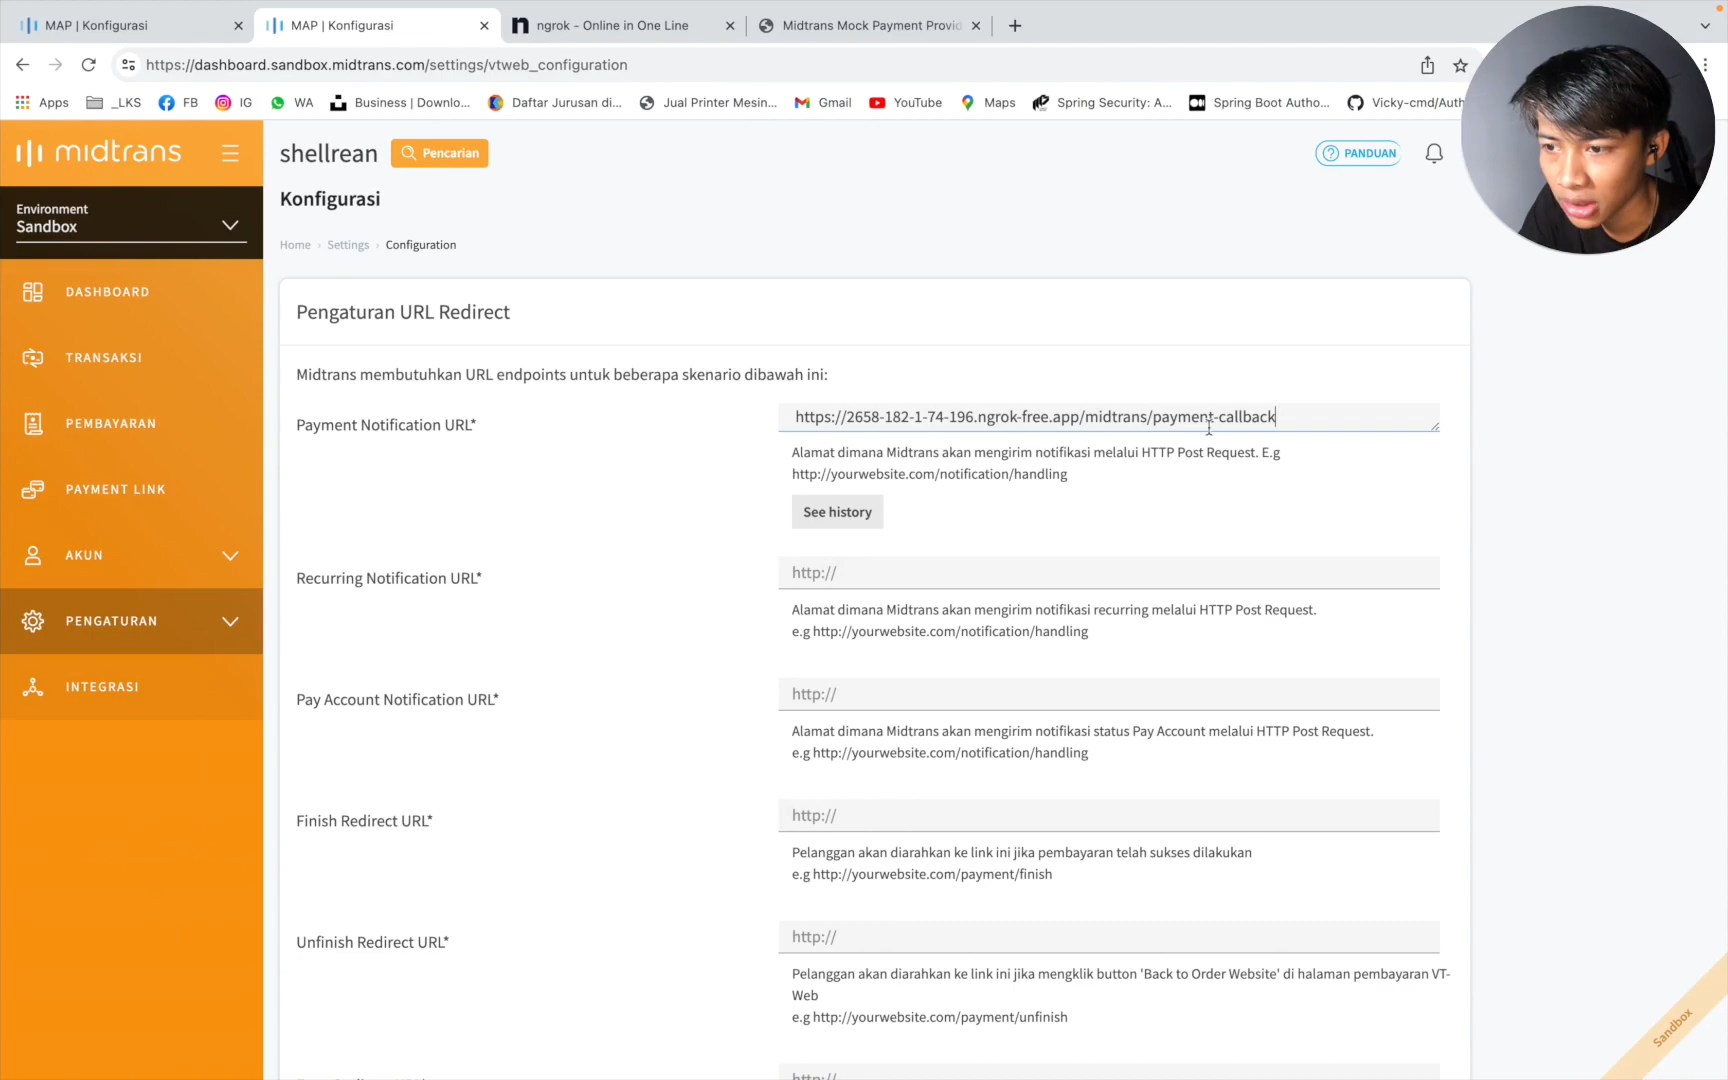 MAP | Konfigurasi
MAP | Konfigurasi
ngrok - Online in One Line
Midtrans Mock Payment Provid
https://dashboard.sandbox.midtrans.com/settings/vtweb_configuration
Apps
_LKS
FB
IG
WA
Business | Downlo...
Daftar Jurusan di...
Jual Printer Mesin...
Gmail
YouTube
Maps
Spring Security: A...
Spring Boot Autho...
Vicky-cmd/Auth
midtrans
shellrean
Pencarian
PANDUAN
Environment
Sandbox
Konfigurasi
Home › Settings › Configuration
DASHBOARD
TRANSAKSI
PEMBAYARAN
PAYMENT LINK
AKUN
PENGATURAN
INTEGRASI
Pengaturan URL Redirect
Midtrans membutuhkan URL endpoints untuk beberapa skenario dibawah ini:
Payment Notification URL*
https://2658-182-1-74-196.ngrok-free.app/midtrans/payment-callback
Alamat dimana Midtrans akan mengirim notifikasi melalui HTTP Post Request. E.g
http://yourwebsite.com/notification/handling
See history
Recurring Notification URL*
http://
Alamat dimana Midtrans akan mengirim notifikasi recurring melalui HTTP Post Request.
e.g http://yourwebsite.com/notification/handling
Pay Account Notification URL*
http://
Alamat dimana Midtrans akan mengirim notifikasi status Pay Account melalui HTTP Post Request.
e.g http://yourwebsite.com/notification/handling
Finish Redirect URL*
http://
Pelanggan akan diarahkan ke link ini jika pembayaran telah sukses dilakukan
e.g http://yourwebsite.com/payment/finish
Unfinish Redirect URL*
http://
Pelanggan akan diarahkan ke link ini jika mengklik button 'Back to Order Website' di halaman pembayaran VT-
Web
e.g http://yourwebsite.com/payment/unfinish
http://
Sandbox